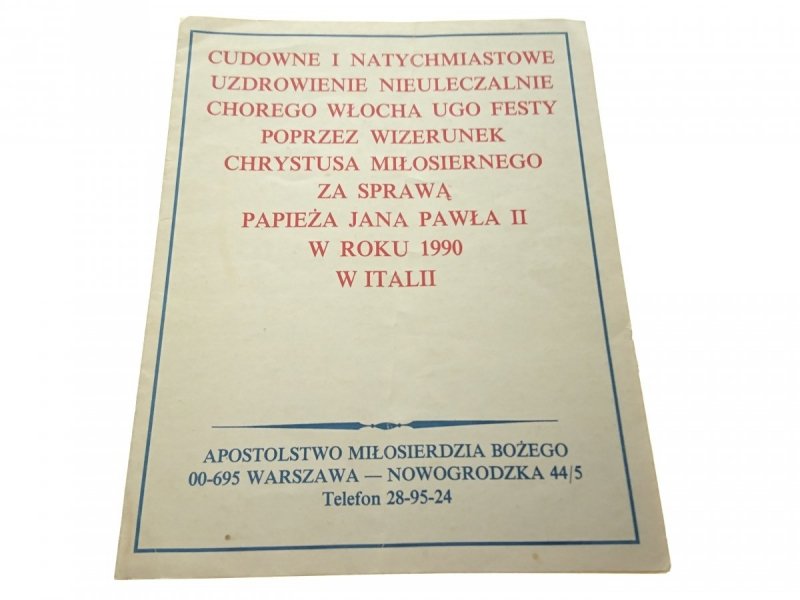 CUDOWNE I NATYCHMIASTOWE
UZDROWIENIE NIEULECZALNIE
CHOREGO WŁOCHA UGO FESTY
POPRZEZ WIZERUNEK
CHRYSTUSA MIŁOSIERNEGO
ZA SPRAWĄ
PAPIEŻA JANA PAWŁA II
W ROKU 1990
W ITALII
APOSTOLSTWO MIŁOSIERDZIA BOŻEGO
00-695 WARSZAWA — NOWOGRODZKA 44/5
Telefon 28-95-24